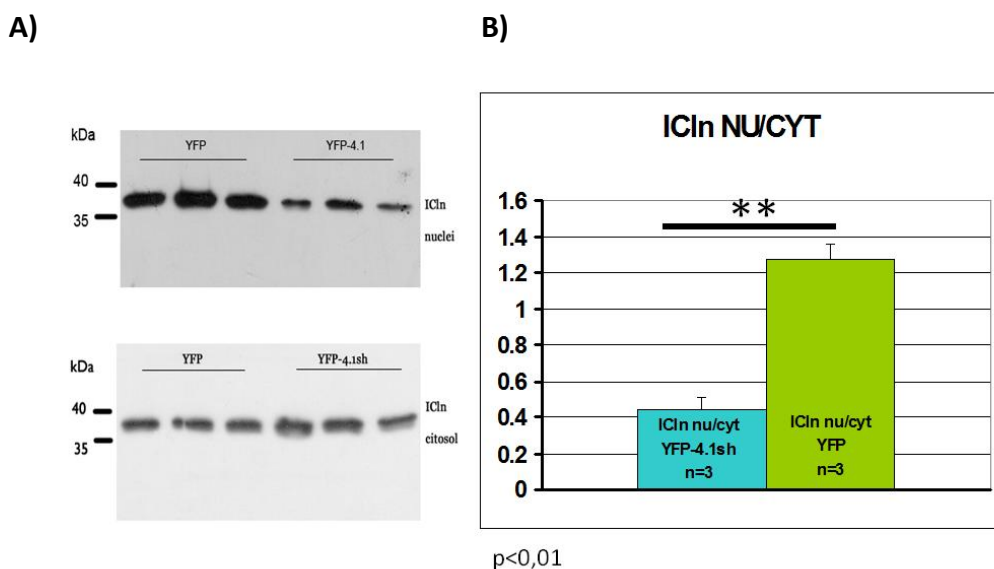 A)
kDa
YFP
YFP-4.1
40
35
ICln
nuclei
kDa
YFP
YFP-4.1sh
40
35
ICln
citosol
B)
ICln NU/CYT
1.6
1.4
1.2
1
0.8
0.6
0.4
0.2
0
**
ICln nu/cyt
YFP-4.1sh
n=3
ICln nu/cyt
YFP
n=3
p<0,01